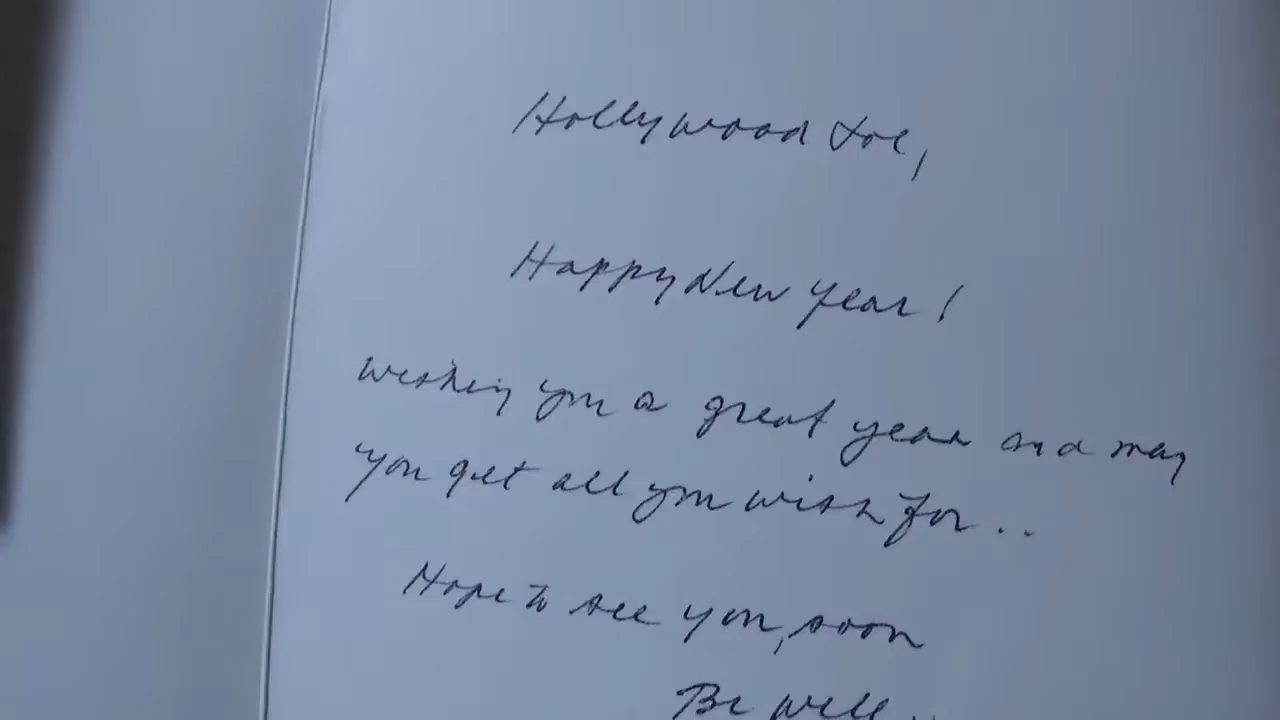 Hollywood Joe,
Happy New Year!
Wishing you a great year and may
you get all you wish for..
Hope to see you, soon
Be well..